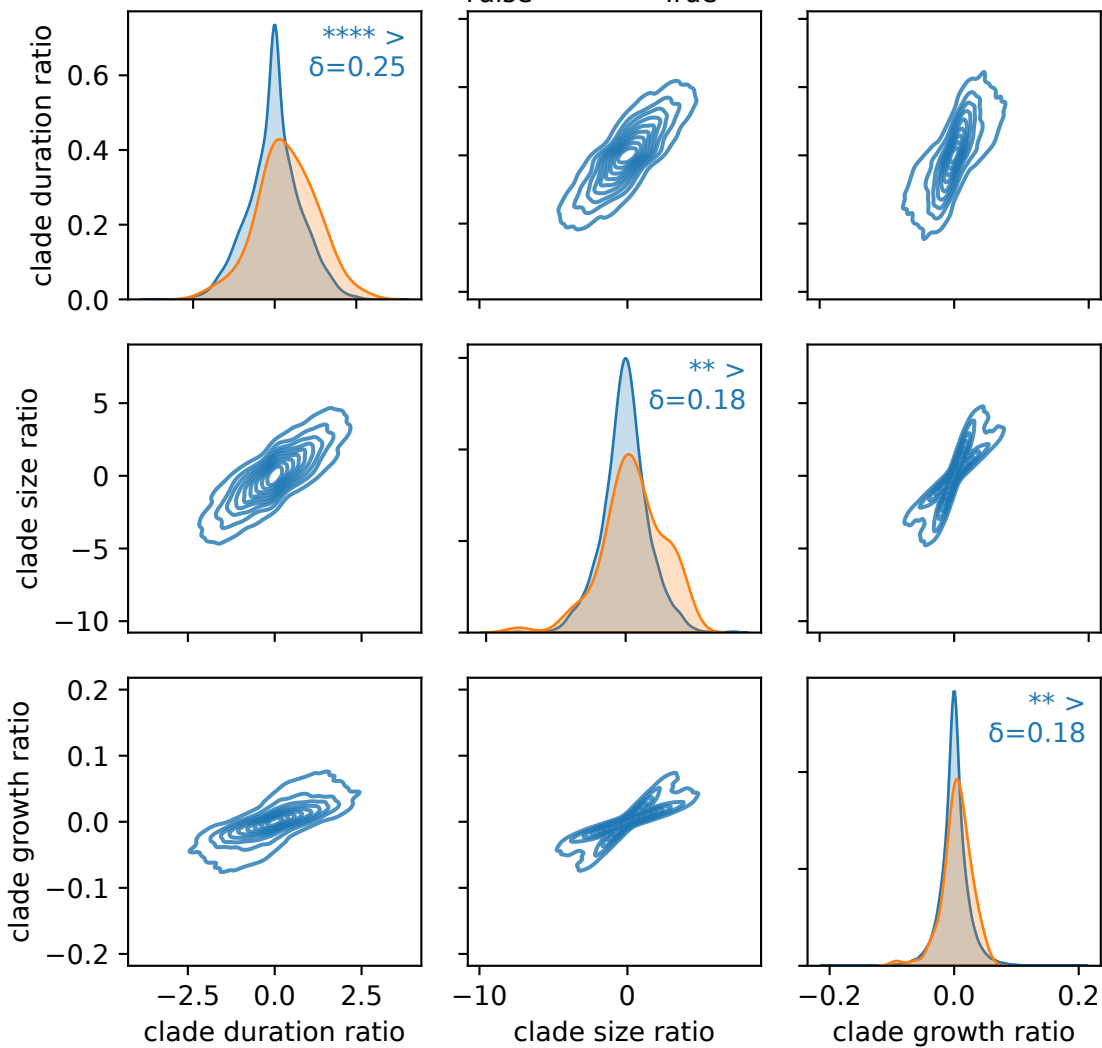 False True
clade duration ratio
0.6
0.4
0.2
0.0
**** >
δ=0.25
clade size ratio
5
0
−5
−10
** >
δ=0.18
clade growth ratio
0.2
0.1
0.0
−0.1
−0.2
** >
δ=0.18
−2.5 0.0 2.5
−10 0
−0.2 0.0 0.2
clade duration ratio
clade size ratio
clade growth ratio